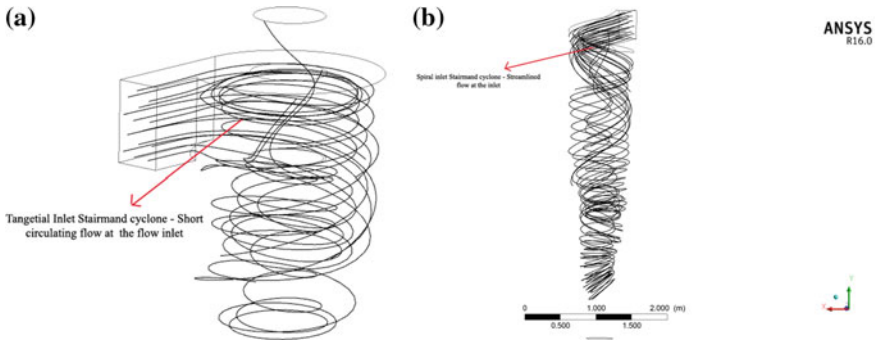 (a)
Tangetial Inlet Stairmand cyclone - Short
circulating flow at the flow inlet
(b)
Spiral inlet Stairmand cyclone - Streamlined
flow at the inlet
ANSYS
R16.0
0 1.000 2.000 (m)
0.500 1.500
Y
X